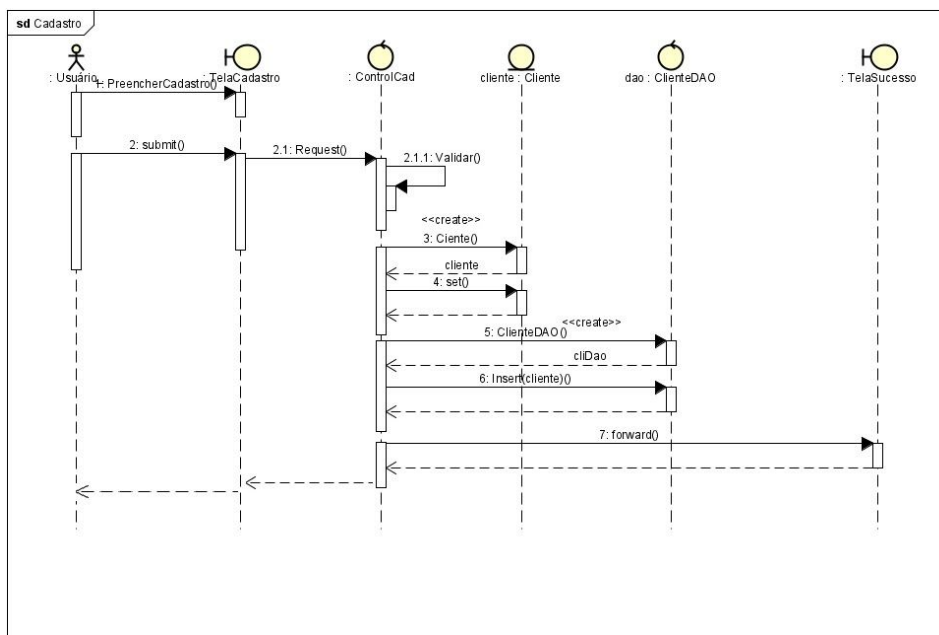 sd Cadastro
: Usuário
: TelaCadastro
: ControlCad
cliente : Cliente
dao : ClienteDAO
: TelaSucesso
1: PreencherCadastro()
2: submit()
2.1: Request()
2.1.1: Validar()
<<create>>
3: Ciente()
cliente
4: set()
<<create>>
5: ClienteDAO()
cliDao
6: Insert(cliente)()
7: forward()